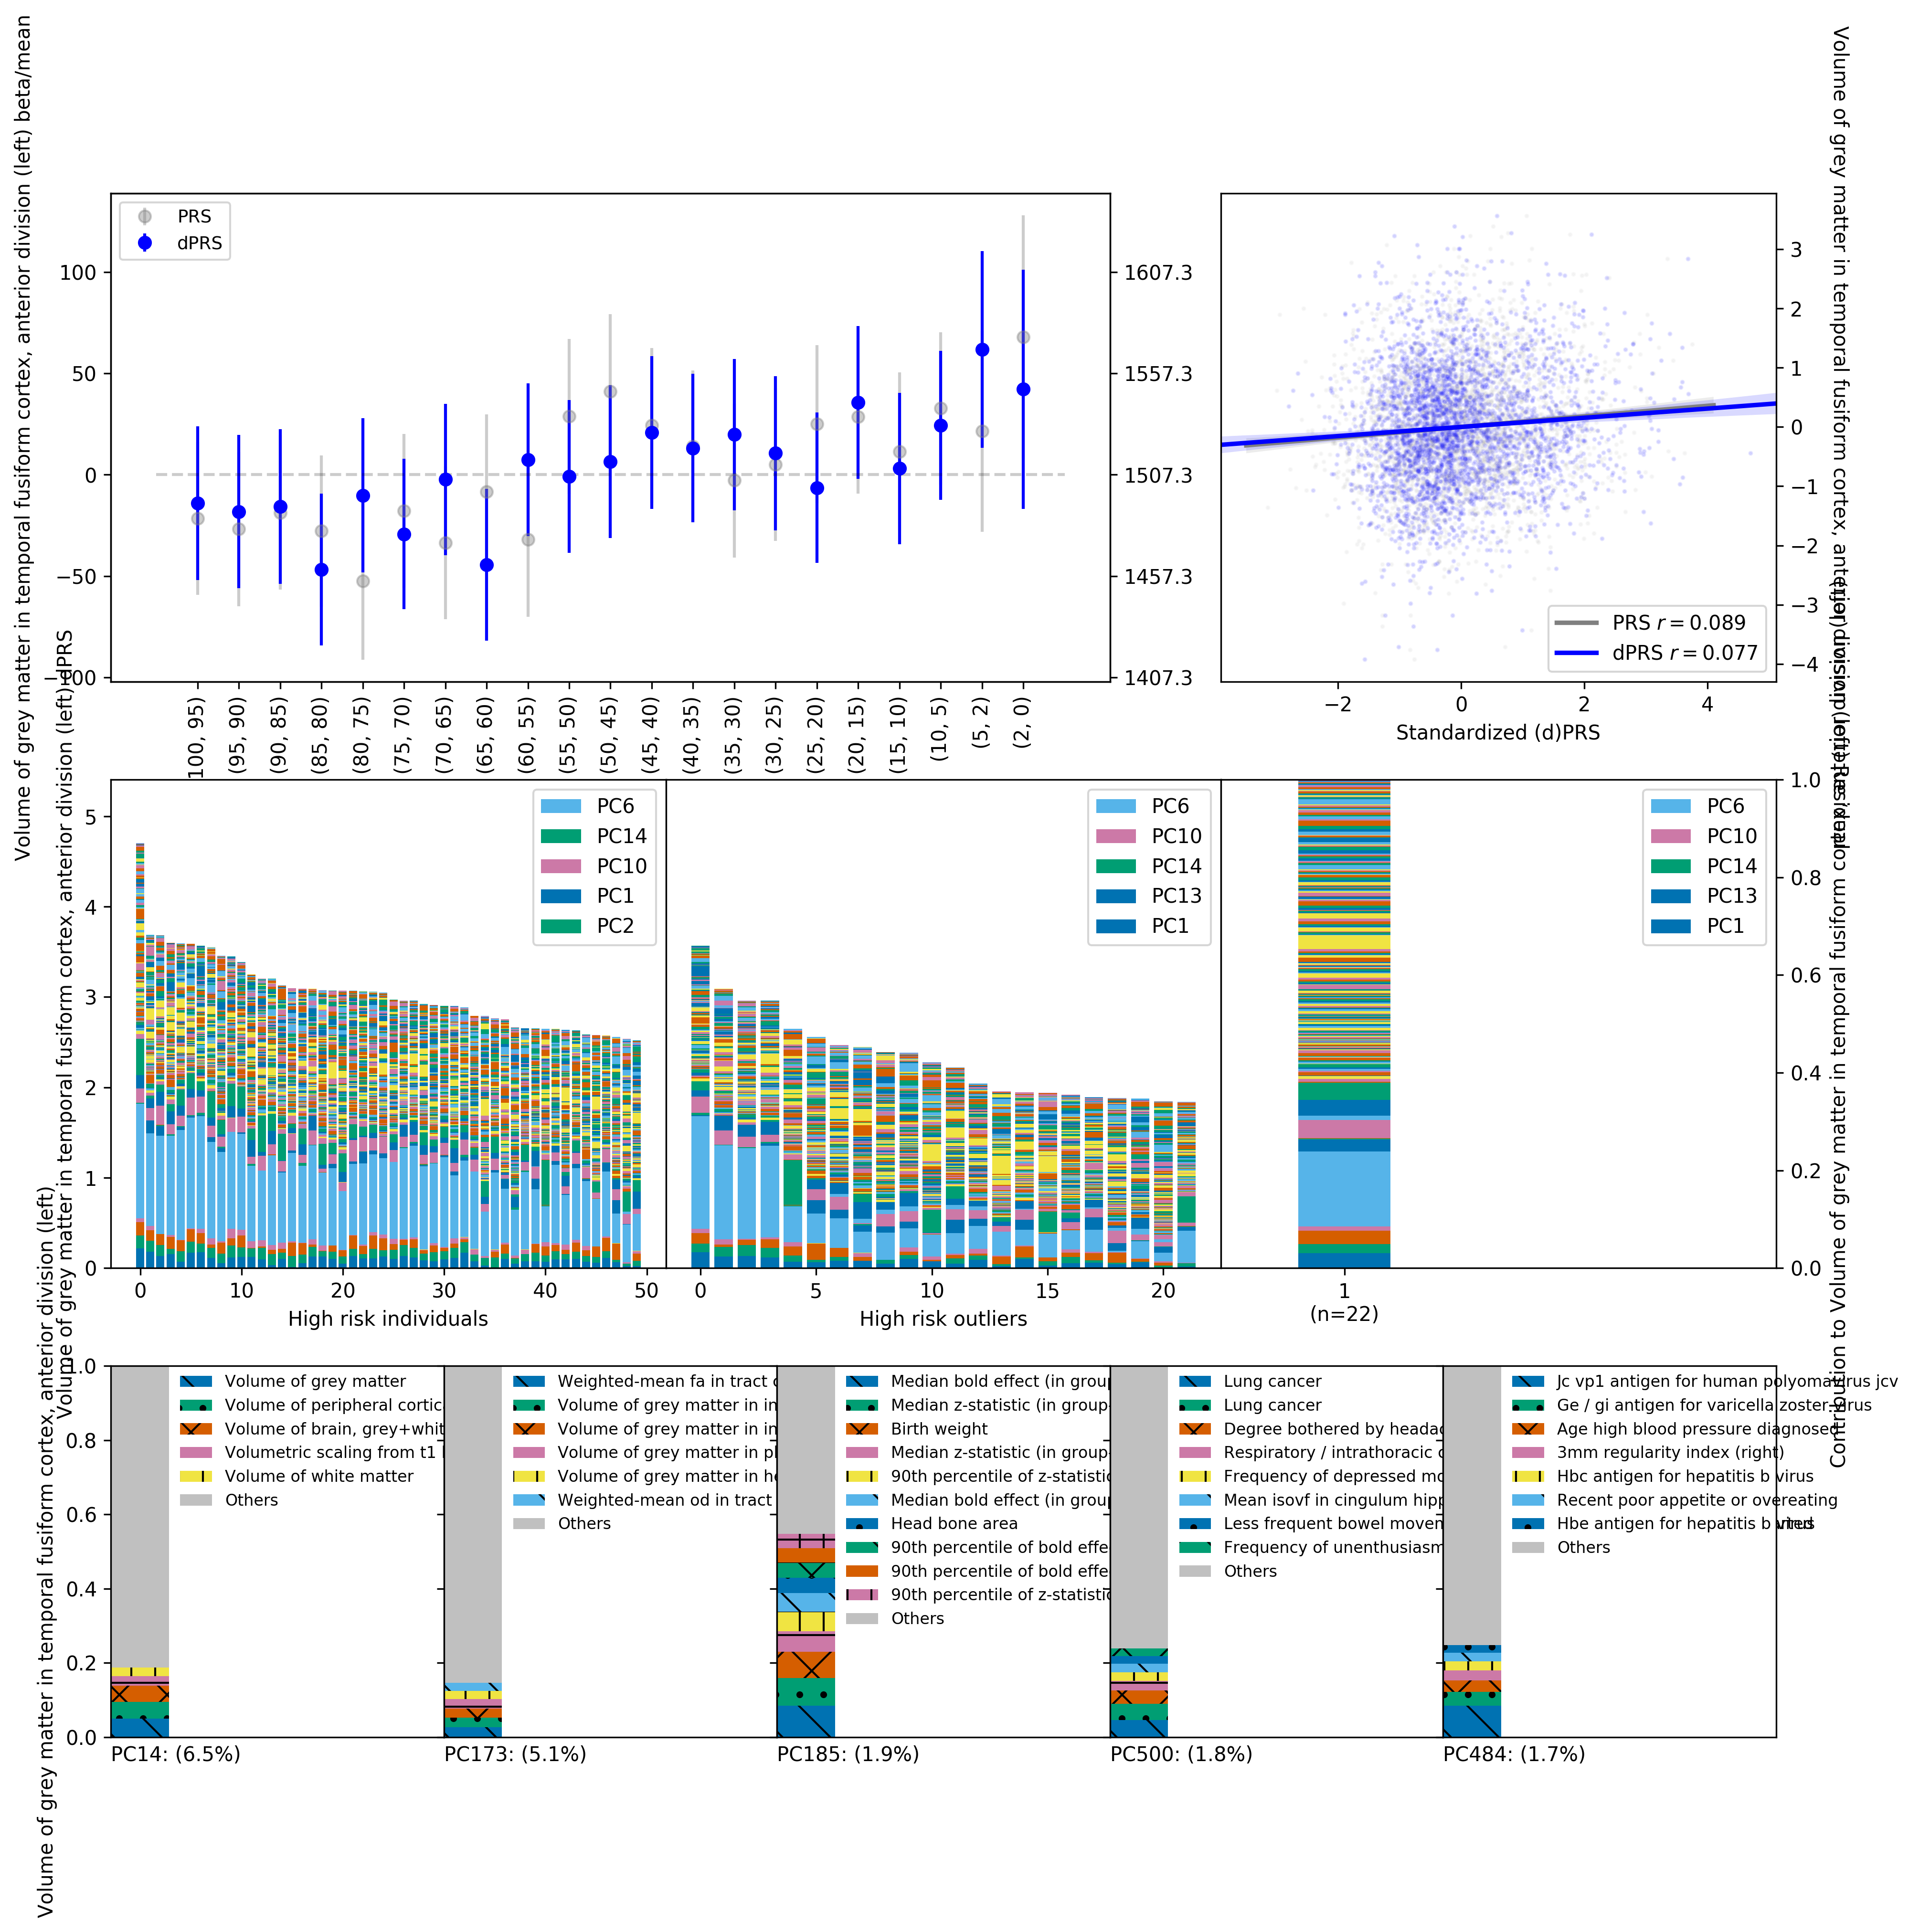 Volume of grey matter in temporal fusiform cortex, anterior division (left) beta/mean
PRS
dPRS
100
50
0
−50
−100
1607.3
1557.3
1507.3
1457.3
1407.3
100, 95)
(95, 90)
(90, 85)
(85, 80)
(80, 75)
(75, 70)
(70, 65)
(65, 60)
(60, 55)
(55, 50)
(50, 45)
(45, 40)
(40, 35)
(35, 30)
(30, 25)
(25, 20)
(20, 15)
(15, 10)
(10, 5)
(5, 2)
(2, 0)
3
2
1
0
−1
−2
−3
−4
−2
0
2
4
Standardized (d)PRS
PRS r = 0.089
dPRS r = 0.077
Volume of grey matter in temporal fusiform cortex, anterior division (left) Residual
Volume of grey matter in temporal fusiform cortex, anterior division (left) dPRS
5
4
3
2
1
0
PC6
PC14
PC10
PC1
PC2
0
10
20
30
40
50
High risk individuals
PC6
PC10
PC14
PC13
PC1
0
5
10
15
20
High risk outliers
PC6
PC10
PC14
PC13
PC1
1
(n=22)
1.0
0.8
0.6
0.4
0.2
0.0
Contribution to Volume of grey matter in temporal fusiform cortex, anterior division (left)
Volume of grey matter in temporal fusiform cortex, anterior division (left)
1.0
0.8
0.6
0.4
0.2
0.0
Volume of grey matter
Volume of peripheral cortic
Volume of brain, grey+whit
Volumetric scaling from t1
Volume of white matter
Others
PC14: (6.5%)
Weighted-mean fa in tract
Volume of grey matter in in
Volume of grey matter in in
Volume of grey matter in pl
Volume of grey matter in he
Weighted-mean od in tract
Others
PC173: (5.1%)
Median bold effect (in group
Median z-statistic (in group-
Birth weight
Median z-statistic (in group-
90th percentile of z-statistic
Median bold effect (in group
Head bone area
90th percentile of bold effe
90th percentile of bold effe
90th percentile of z-statistic
Others
PC185: (1.9%)
Lung cancer
Lung cancer
Degree bothered by headac
Respiratory / intrathoracic
Frequency of depressed mo
Mean isovf in cingulum hipp
Less frequent bowel movem
Frequency of unenthusiasm
Others
PC500: (1.8%)
Jc vp1 antigen for human polyomavirus jcv
Ge / gi antigen for varicella zoster virus
Age high blood pressure diagnosed
3mm regularity index (right)
Hbc antigen for hepatitis b virus
Recent poor appetite or overeating
Hbe antigen for hepatitis b virus
Others
PC484: (1.7%)